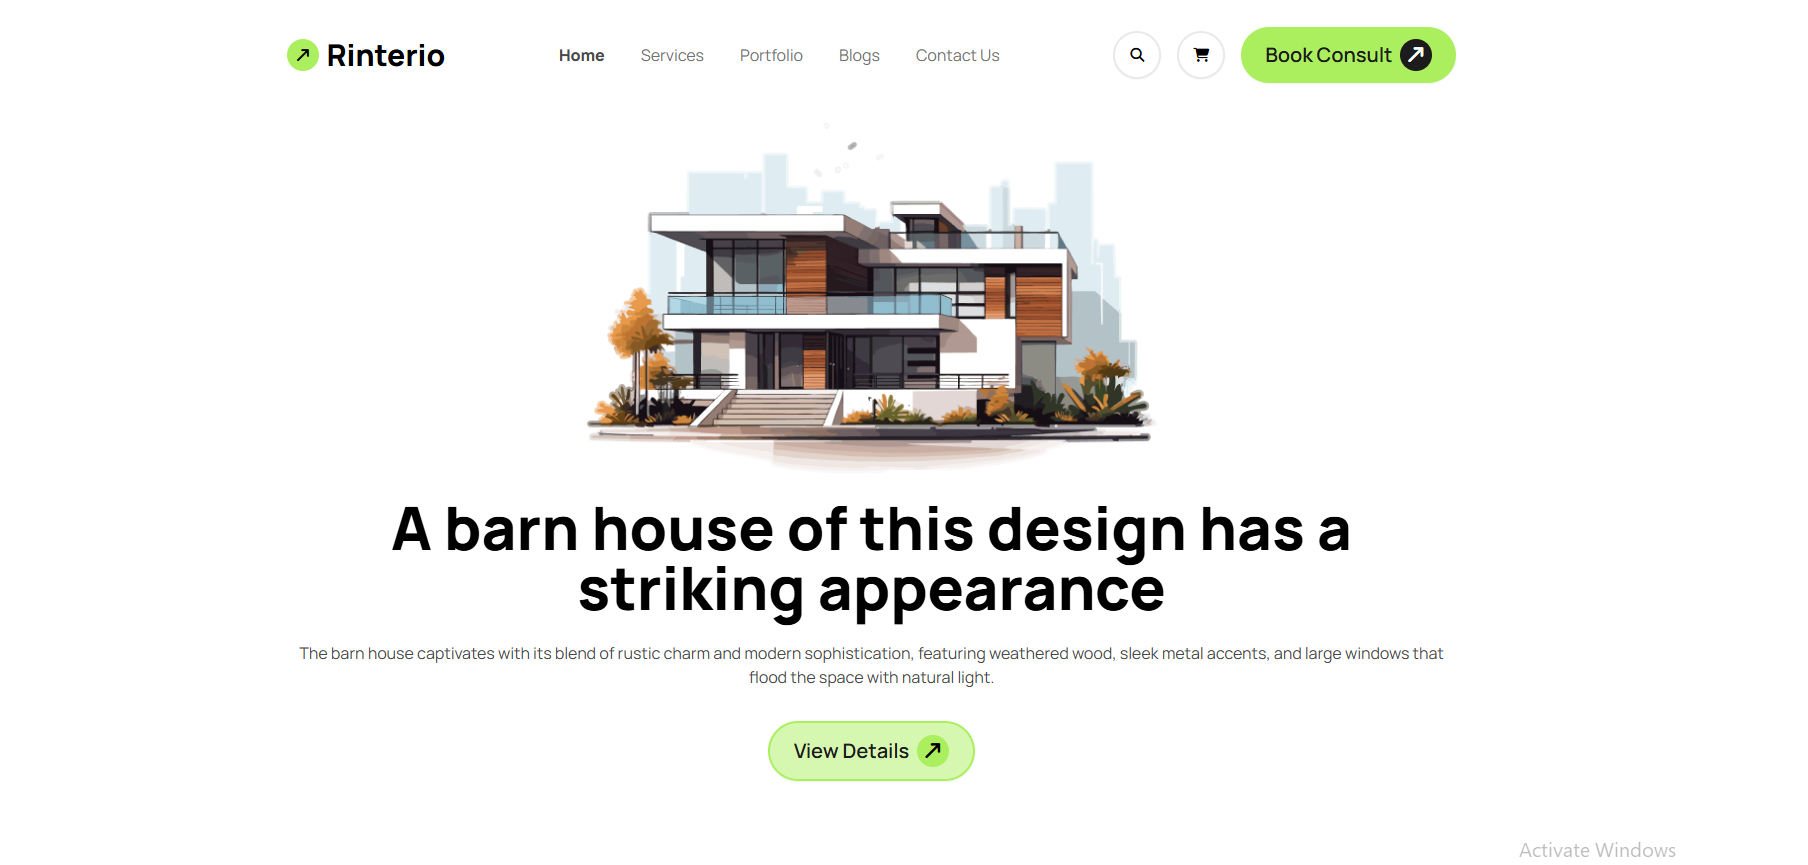 Rinterio
Home Services Portfolio Blogs Contact Us
Book Consult
A barn house of this design has a
striking appearance
The barn house captivates with its blend of rustic charm and modern sophistication, featuring weathered wood, sleek metal accents, and large windows that
flood the space with natural light.
View Details
Activate Windows